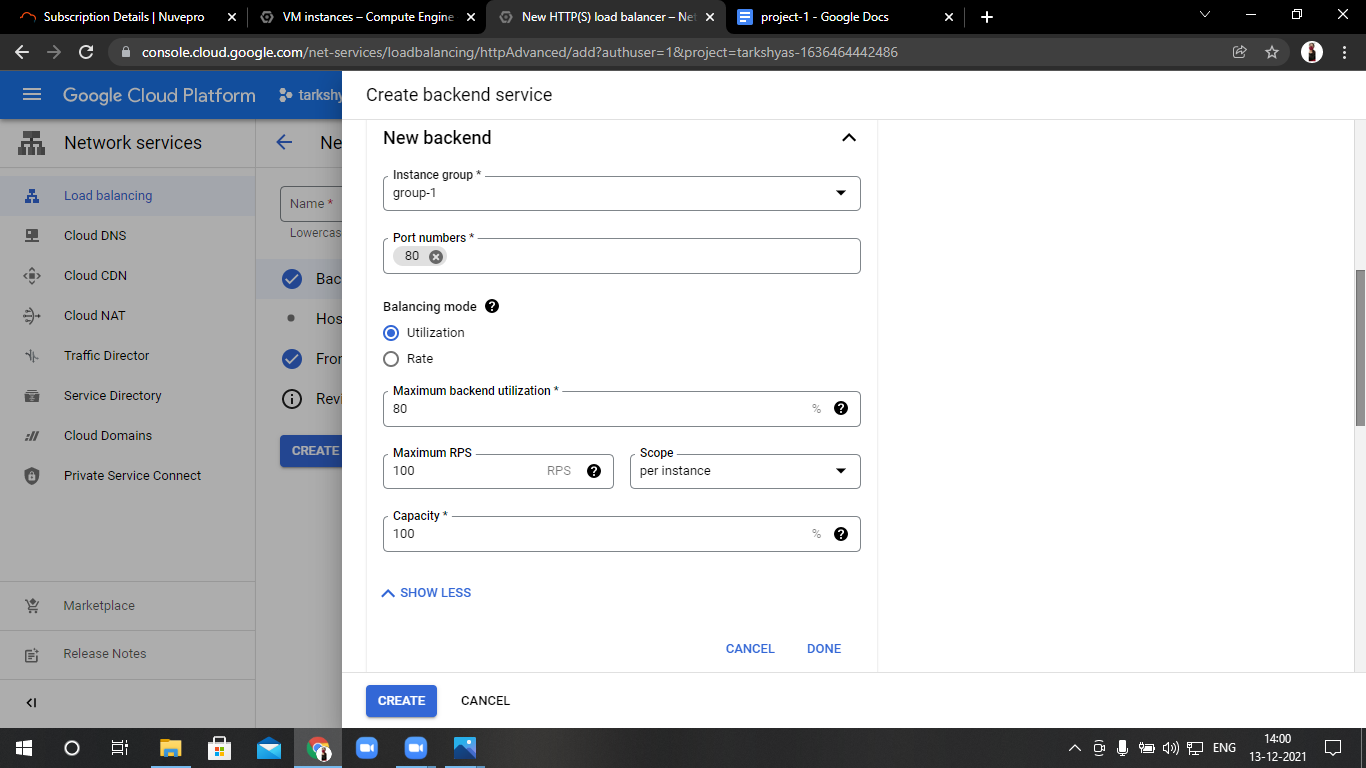 Subscription Details | Nuvepro
VM instances – Compute Engine
New HTTP(S) load balancer – Net
project-1 - Google Docs
console.cloud.google.com/net-services/loadbalancing/httpAdvanced/add?authuser=1&project=tarkshyas-1636464442486
Google Cloud Platform
tarkshy
Create backend service
Network services
Ne
New backend
Load balancing
Cloud DNS
Cloud CDN
Cloud NAT
Traffic Director
Service Directory
Cloud Domains
Private Service Connect
Marketplace
Release Notes
Name *
Lowercas
Bac
Hos
Fror
Revi
CREATE
Instance group *
group-1
Port numbers *
80
Balancing mode
Utilization
Rate
Maximum backend utilization *
80 %
Maximum RPS
100 RPS
Scope
per instance
Capacity *
100 %
SHOW LESS
CANCEL DONE
CREATE CANCEL
ENG
14:00
13-12-2021